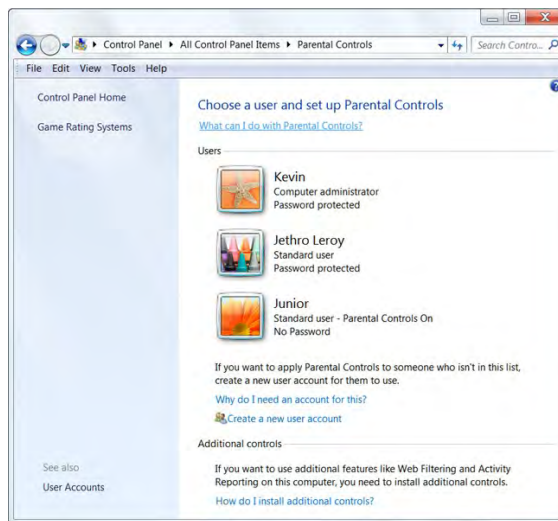 Control Panel ▸ All Control Panel Items ▸ Parental Controls
Search Contro...
File Edit View Tools Help
Control Panel Home
Game Rating Systems
Choose a user and set up Parental Controls
What can I do with Parental Controls?
Users
Kevin
Computer administrator
Password protected
Jethro Leroy
Standard user
Password protected
Junior
Standard user - Parental Controls On
No Password
If you want to apply Parental Controls to someone who isn't in this list,
create a new user account for them to use.
Why do I need an account for this?
Create a new user account
Additional controls
If you want to use additional features like Web Filtering and Activity
Reporting on this computer, you need to install additional controls.
How do I install additional controls?
See also
User Accounts